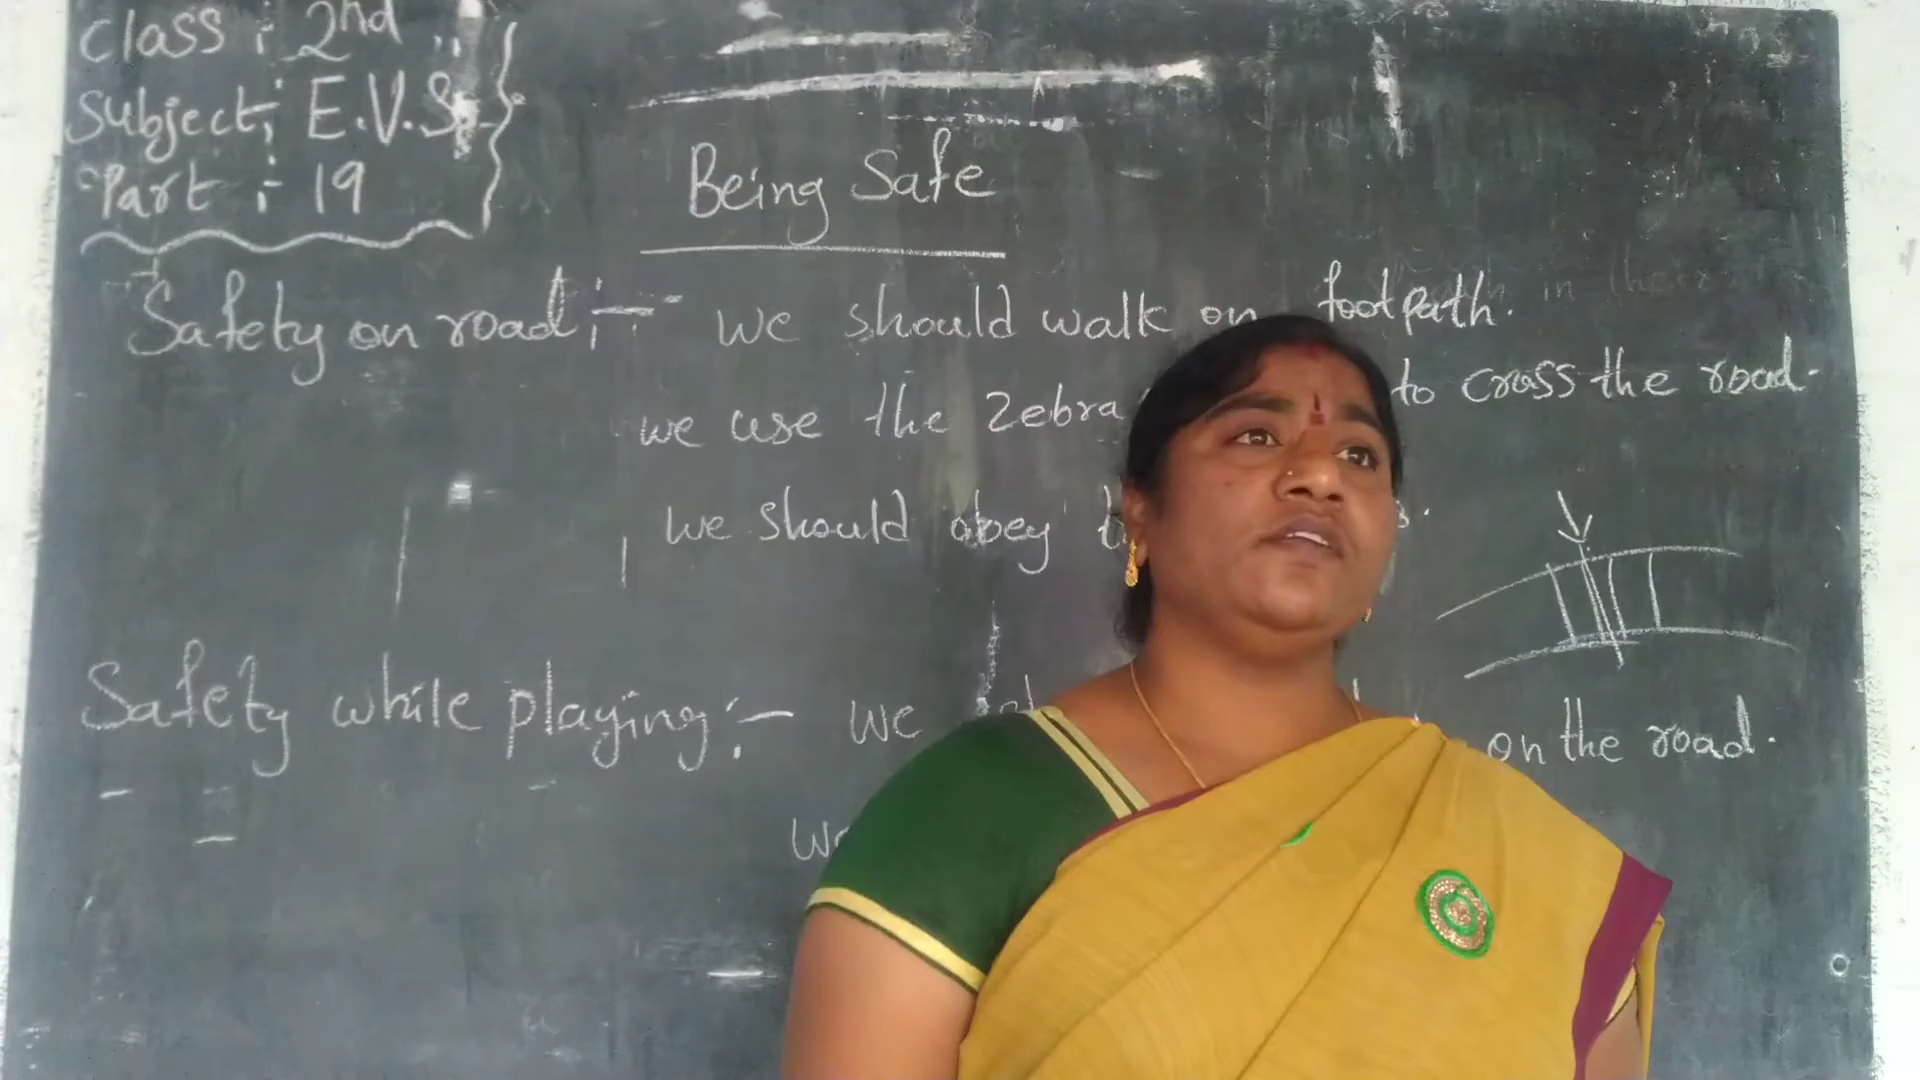 Class :- 2nd
Subject:- E.V.S
Part :- 19
Being Safe
Safety on road :- we should walk on footpath.
we use the Zebra to cross the road.
we should obey
Safety while playing :- we on the road.